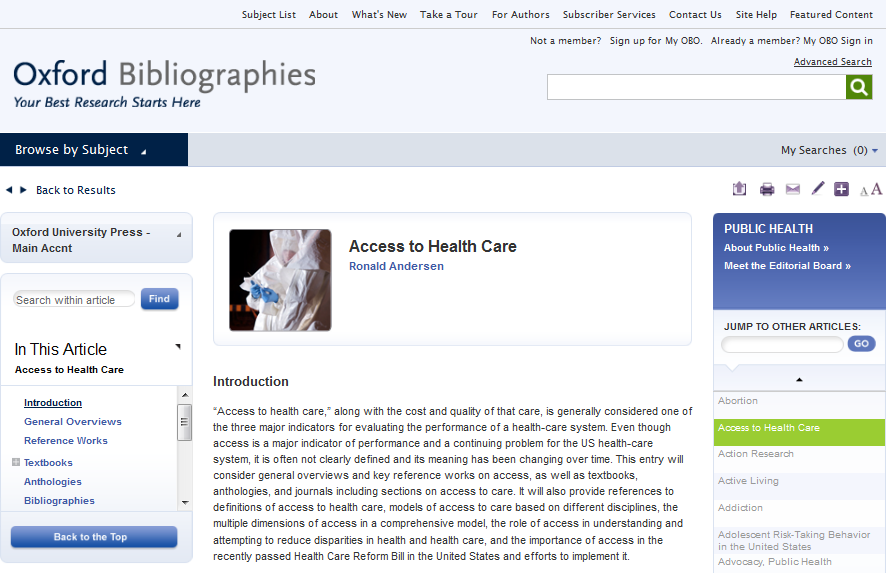 Subject List About What's New Take a Tour For Authors Subscriber Services Contact Us Site Help Featured Content
Not a member? Sign up for My OBO. Already a member? My OBO Sign in
Advanced Search
Oxford Bibliographies
Your Best Research Starts Here
Browse by Subject
My Searches (0)
Back to Results
A A
Oxford University Press -
Main Accnt
Search within article Find
In This Article
Access to Health Care
Introduction
General Overviews
Reference Works
Textbooks
Anthologies
Bibliographies
Back to the Top
Access to Health Care
Ronald Andersen
Introduction
“Access to health care,” along with the cost and quality of that care, is generally considered one of
the three major indicators for evaluating the performance of a health-care system. Even though
access is a major indicator of performance and a continuing problem for the US health-care
system, it is often not clearly defined and its meaning has been changing over time. This entry will
consider general overviews and key reference works on access, as well as textbooks,
anthologies, and journals including sections on access to care. It will also provide references to
definitions of access to health care, models of access to care based on different disciplines, the
multiple dimensions of access in a comprehensive model, the role of access in understanding and
attempting to reduce disparities in health and health care, and the importance of access in the
recently passed Health Care Reform Bill in the United States and efforts to implement it.
PUBLIC HEALTH
About Public Health »
Meet the Editorial Board »
JUMP TO OTHER ARTICLES:
GO
Abortion
Access to Health Care
Action Research
Active Living
Addiction
Adolescent Risk-Taking Behavior
in the United States
Advocacy, Public Health